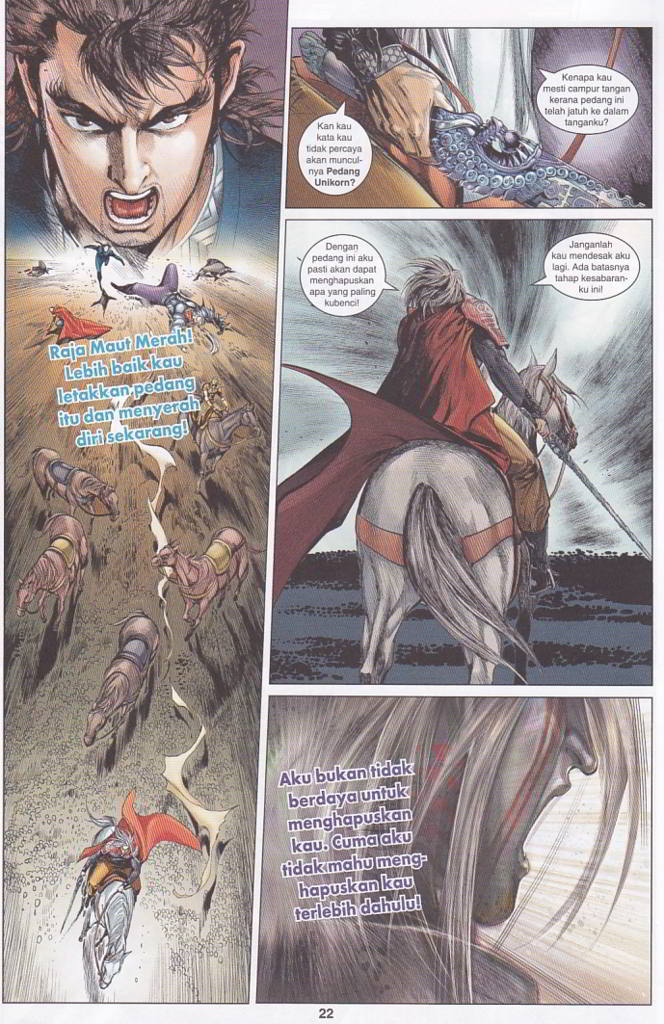 Raja Maut Merah!
Lebih baik kau
letakkan pedang
itu dan menyerah
diri sekarang!
Kan kau
kata kau
tidak percaya
akan muncul-
nya Pedang
Unikorn?
Kenapa kau
mesti campur tangan
kerana pedang ini
telah jatuh ke dalam
tanganku?
Dengan
pedang ini aku
pasti akan dapat
menghapuskan
apa yang paling
kubenci!
Janganlah
kau mendesak aku
lagi. Ada batasnya
tahap kesabaran-
ku ini!
Aku bukan tidak
berdaya untuk
menghapuskan
kau. Cuma aku
tidak mahu meng-
hapuskan kau
terlebih dahulu!
22